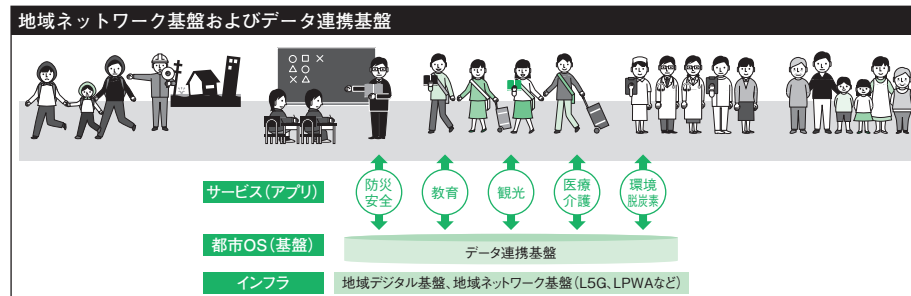 地域ネットワーク基盤およびデータ連携基盤
○□×
△○
×△
サービス(アプリ)
防災
安全
教育
観光
医療
介護
環境
脱炭素
都市OS(基盤)
データ連携基盤
インフラ
地域デジタル基盤、地域ネットワーク基盤(L5G、LPWAなど)